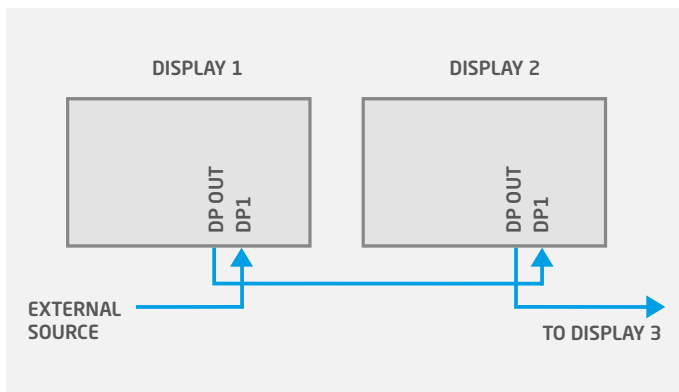 DISPLAY 1
DISPLAY 2
DP OUT
DP1
DP OUT
DP1
EXTERNAL
SOURCE
TO DISPLAY 3